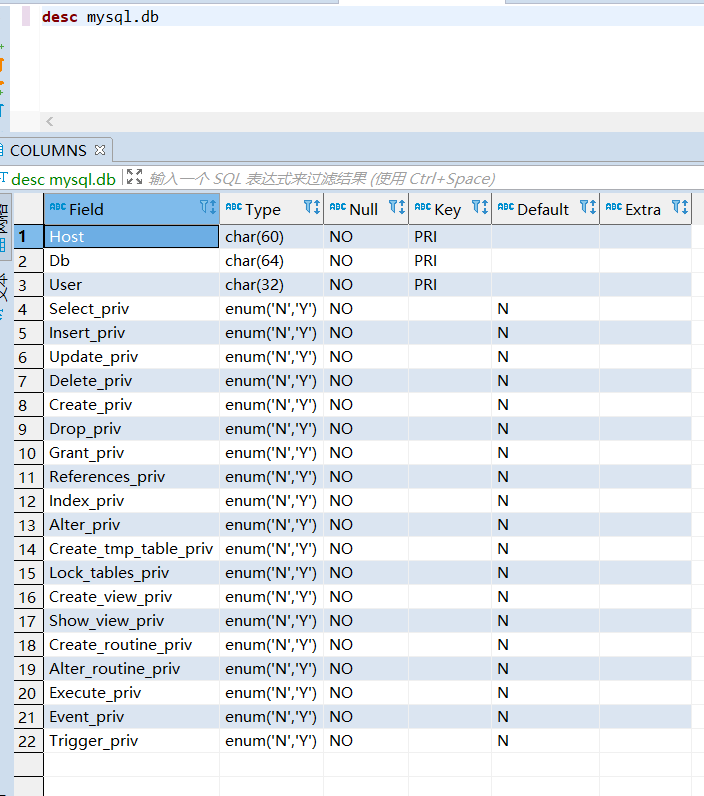 desc mysql.db
COLUMNS
desc mysql.db 输入一个 SQL 表达式来过滤结果 (使用 Ctrl+Space)
Field Type Null Key Default Extra
1 Host char(60) NO PRI
2 Db char(64) NO PRI
3 User char(32) NO PRI
4 Select_priv enum('N','Y') NO N
5 Insert_priv enum('N','Y') NO N
6 Update_priv enum('N','Y') NO N
7 Delete_priv enum('N','Y') NO N
8 Create_priv enum('N','Y') NO N
9 Drop_priv enum('N','Y') NO N
10 Grant_priv enum('N','Y') NO N
11 References_priv enum('N','Y') NO N
12 Index_priv enum('N','Y') NO N
13 Alter_priv enum('N','Y') NO N
14 Create_tmp_table_priv enum('N','Y') NO N
15 Lock_tables_priv enum('N','Y') NO N
16 Create_view_priv enum('N','Y') NO N
17 Show_view_priv enum('N','Y') NO N
18 Create_routine_priv enum('N','Y') NO N
19 Alter_routine_priv enum('N','Y') NO N
20 Execute_priv enum('N','Y') NO N
21 Event_priv enum('N','Y') NO N
22 Trigger_priv enum('N','Y') NO N